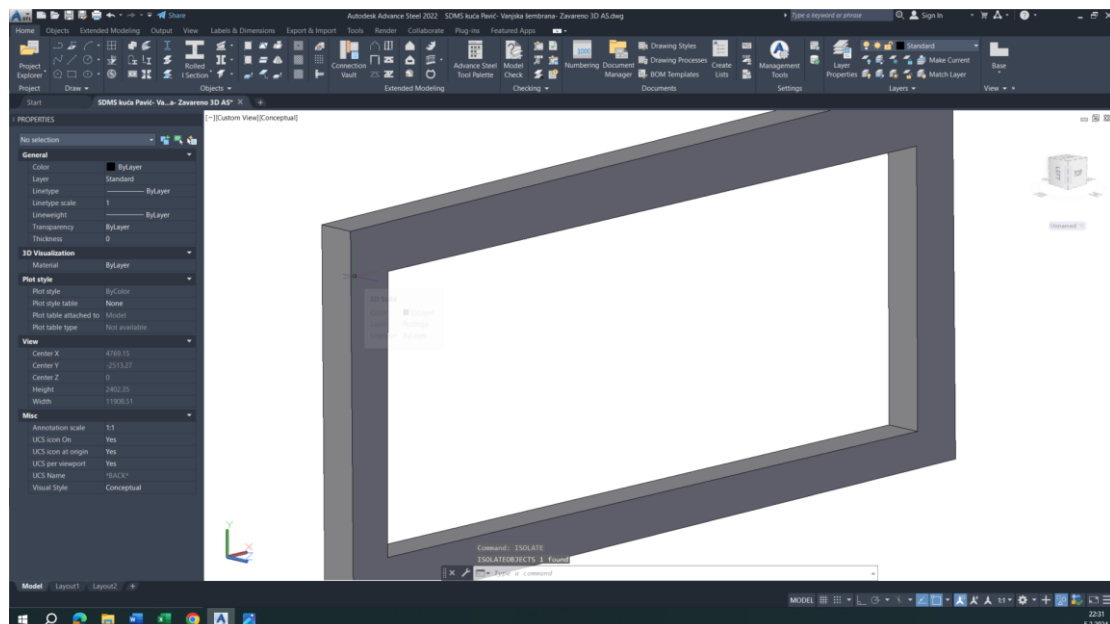 Share
Autodesk Advance Steel 2022 SDMS kuća Pavić- Vanjska šembrana- Zavareno 3D AS.dwg
Type a keyword or phrase
Sign In
Home Objects Extended Modeling Output View Labels & Dimensions Export & Import Tools Render Collaborate Plug-ins Featured Apps
Project Explorer
Rolled I Section
Connection Vault
Advance Steel Tool Palette
Model Check
Numbering
Document Manager
Drawing Styles
Drawing Processes
BOM Templates
Create Lists
Management Tools
Layer Properties
Standard
Make Current
Match Layer
Base
Project Draw Objects Extended Modeling Checking Documents Settings Layers View
Start SDMS kuća Pavić- Va...a- Zavareno 3D AS*
PROPERTIES
[-][Custom View][Conceptual]
No selection
General
Color ByLayer
Layer Standard
Linetype ByLayer
Linetype scale 1
Lineweight ByLayer
Transparency ByLayer
Thickness 0
3D Visualization
Material ByLayer
Plot style
Plot style ByColor
Plot style table None
Plot table attached to Model
Plot table type Not available
View
Center X 4769.15
Center Y -2513.27
Center Z 0
Height 2402.35
Width 11908.51
Misc
Annotation scale 1:1
UCS icon On Yes
UCS icon at origin Yes
UCS per viewport Yes
UCS Name *BACK*
Visual Style Conceptual
LEFT
Unnamed
3D Solid
Y
X
Z
Command: ISOLATE
ISOLATEOBJECTS 1 found
Type a command
Model Layout1 Layout2 +
MODEL
1:1
22:31